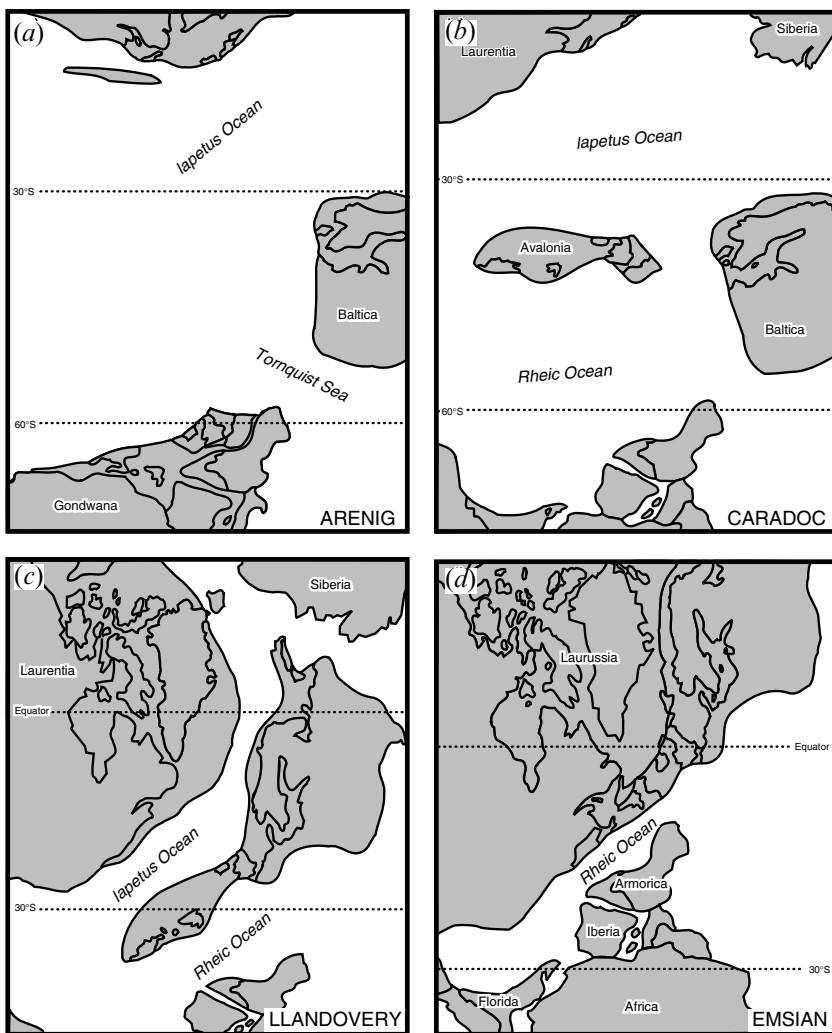 (a)
Iapetus Ocean
30°S
Baltica
Tornquist Sea
60°S
Gondwana
ARENIG
(b)
Siberia
Laurentia
Iapetus Ocean
30°S
Avalonia
Baltica
Rheic Ocean
60°S
CARADOC
(c)
Siberia
Laurentia
Equator
Iapetus Ocean
30°S
Rheic Ocean
LLANDOVERY
(d)
Laurussia
Equator
Rheic Ocean
Armorica
Iberia
30°S
Florida
Africa
EMSIAN